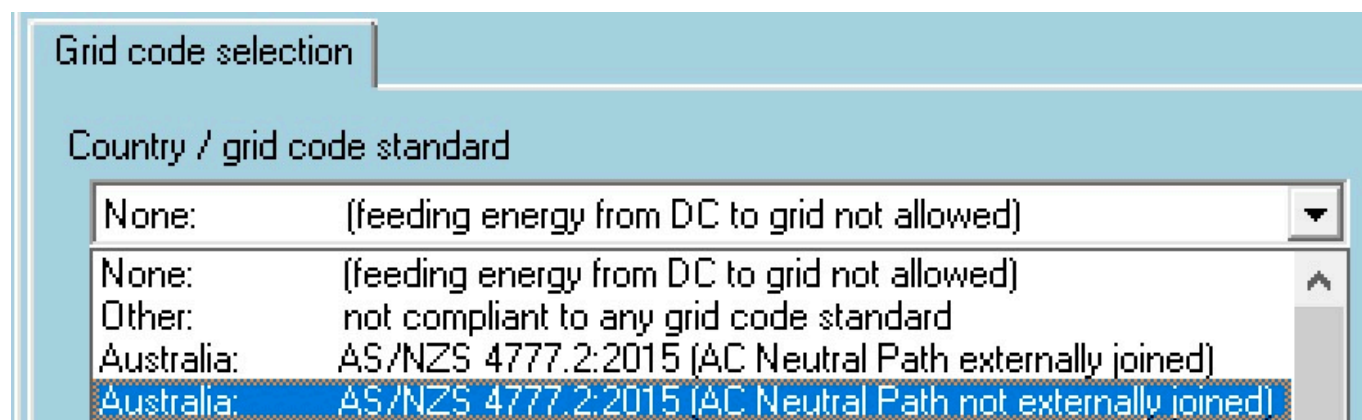 Grid code selection
Country / grid code standard
None: (feeding energy from DC to grid not allowed)
None: (feeding energy from DC to grid not allowed)
Other: not compliant to any grid code standard
Australia: AS/NZS 4777.2:2015 (AC Neutral Path externally joined)
Australia: AS/NZS 4777.2:2015 (AC Neutral Path not externally joined)